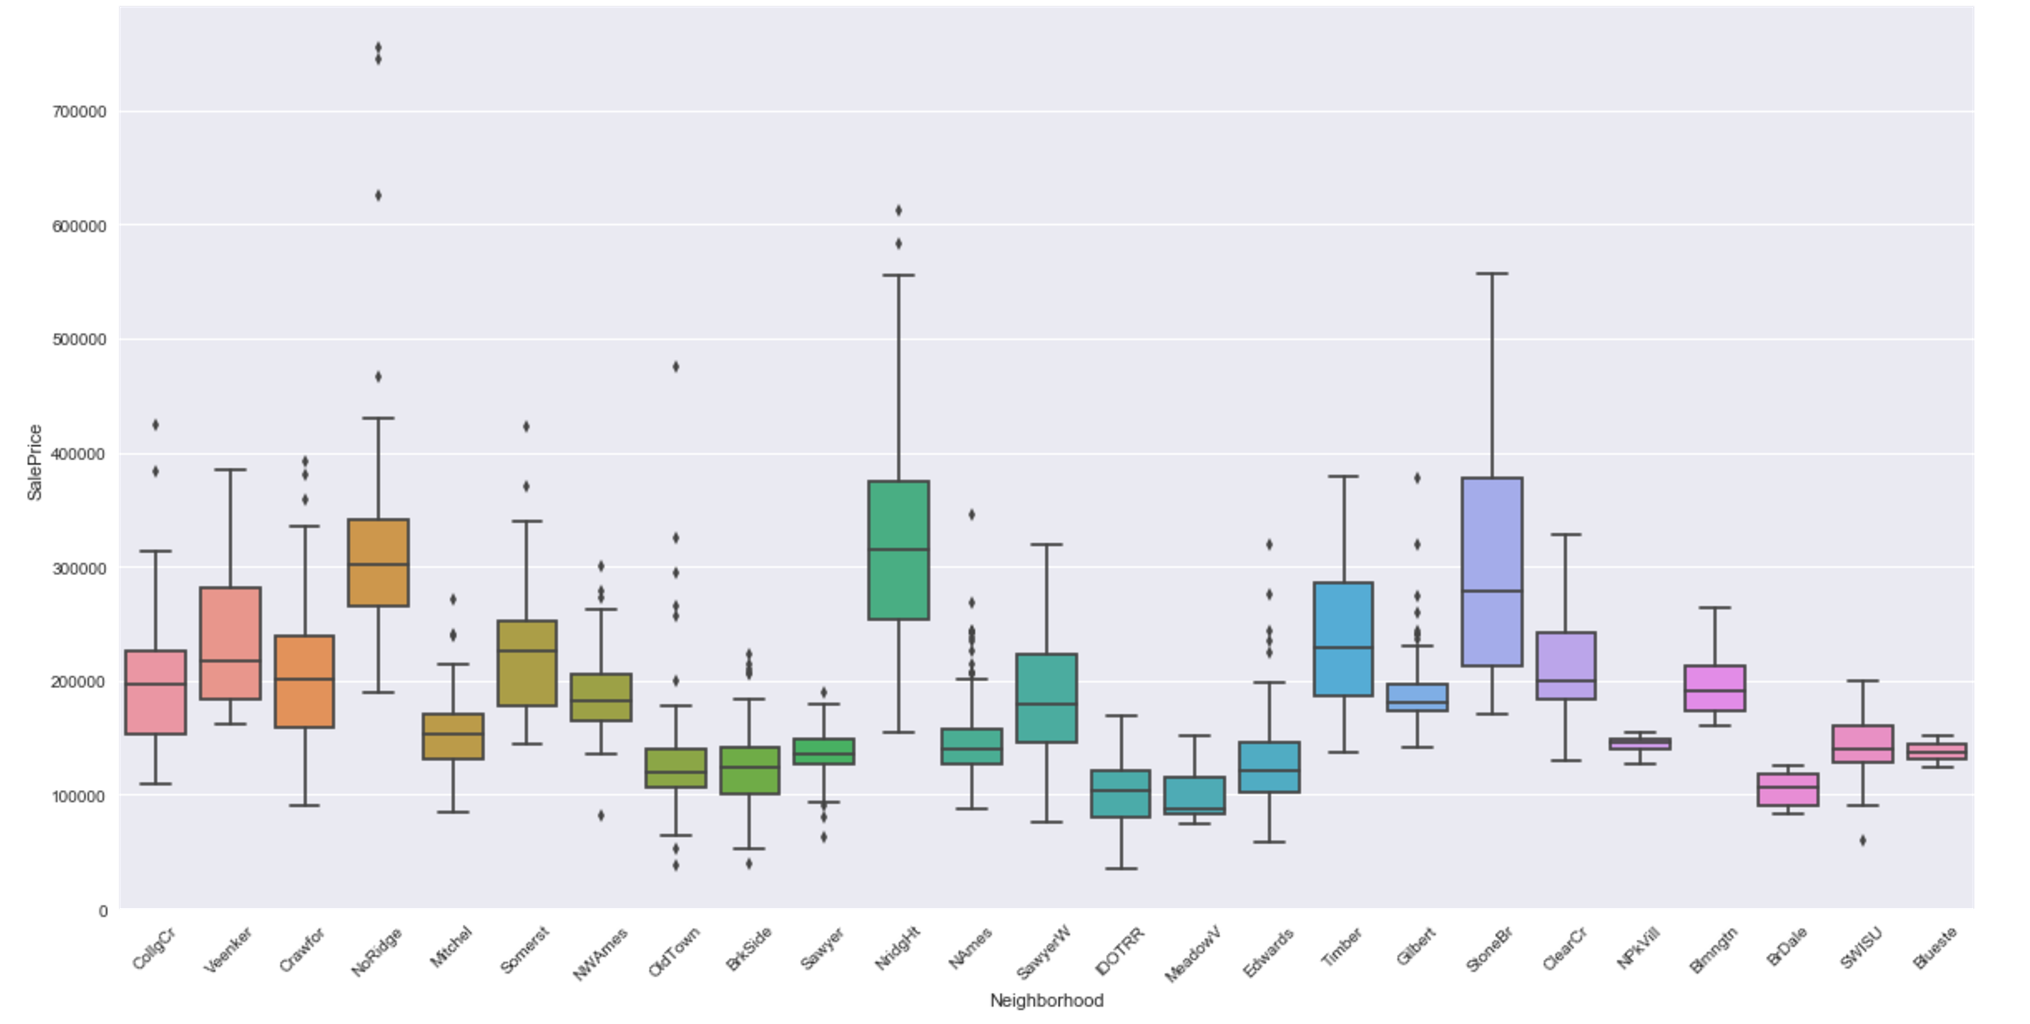 700000
600000
500000
400000
300000
200000
100000
0
SalePrice
CollgCr
Veenker
Crawfor
NoRidge
Mitchel
Somerst
NWAmes
OldTown
BrkSide
Sawyer
NridgHt
NAmes
SawyerW
IDOTRR
MeadowV
Edwards
Timber
Gilbert
StoneBr
ClearCr
NPkVill
Blmngtn
BrDale
SWISU
Blueste
Neighborhood